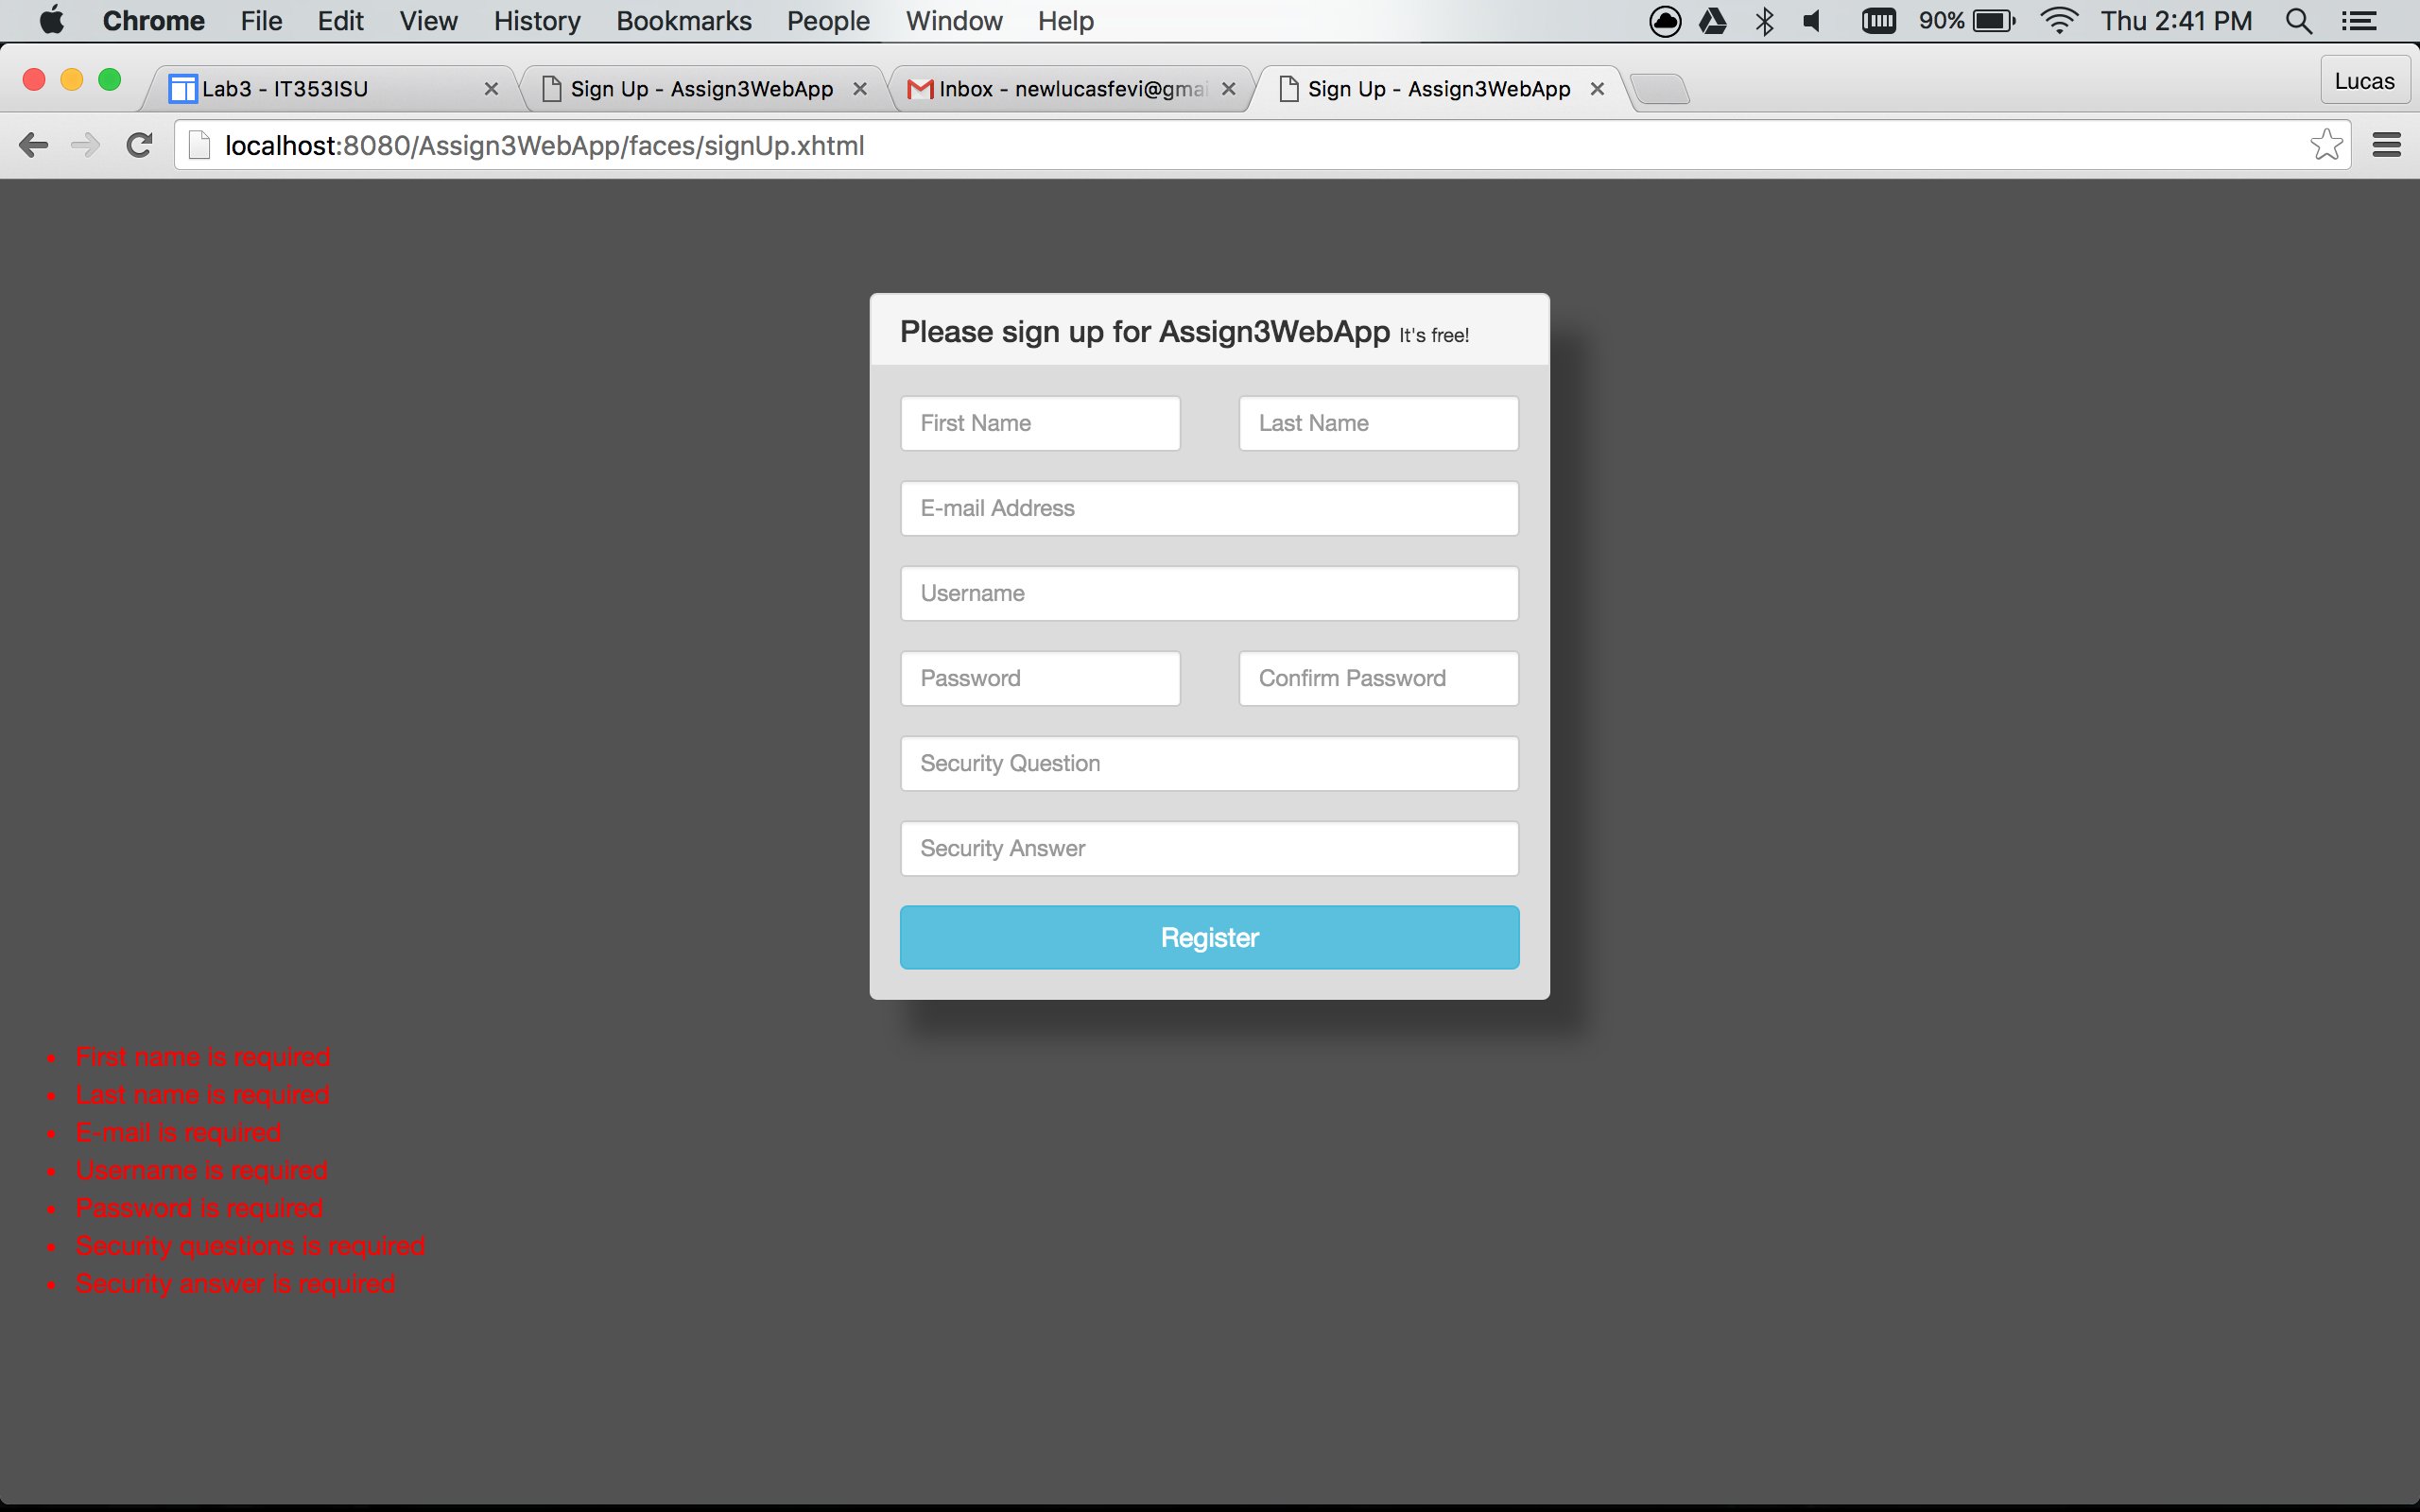 Chrome File Edit View History Bookmarks People Window Help 90% Thu 2:41 PM
Lab3 - IT353ISU Sign Up - Assign3WebApp Inbox - newlucasfevi@gmai Sign Up - Assign3WebApp Lucas
localhost:8080/Assign3WebApp/faces/signUp.xhtml
Please sign up for Assign3WebApp It's free!
First Name Last Name
E-mail Address
Username
Password Confirm Password
Security Question
Security Answer
Register
• First name is required
• Last name is required
• E-mail is required
• Username is required
• Password is required
• Security questions is required
• Security answer is required